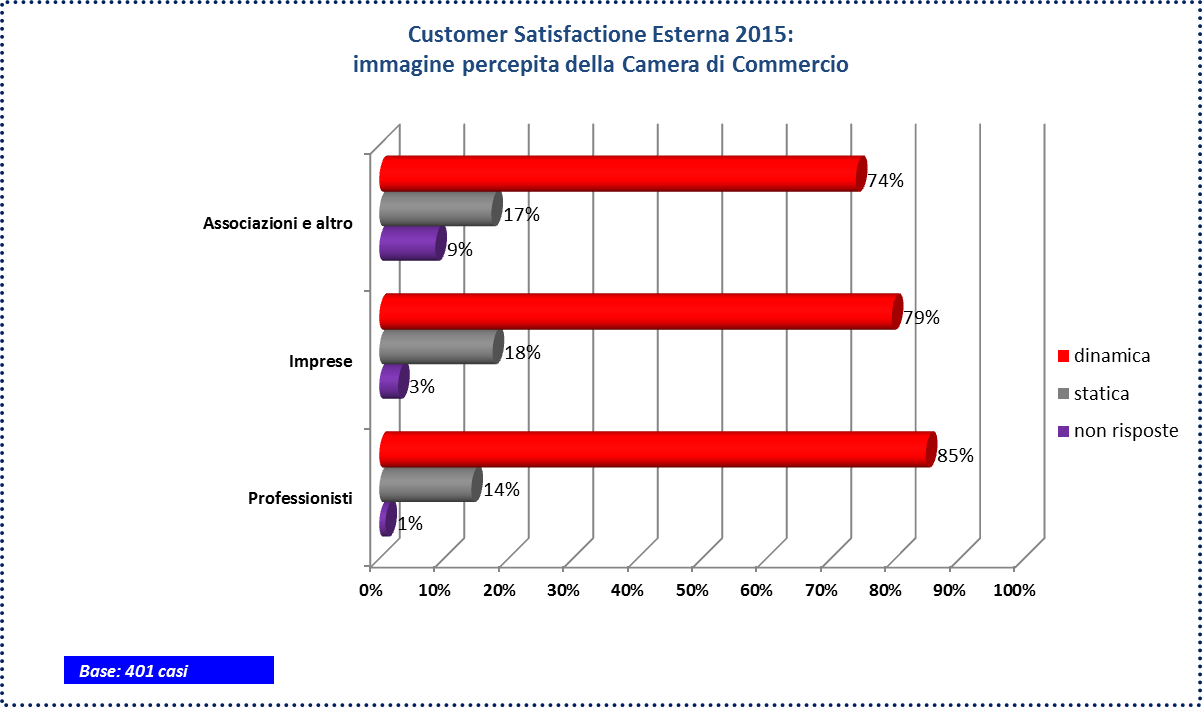 Customer Satisfactione Esterna 2015:
immagine percepita della Camera di Commercio
Associazioni e altro
74%
17%
9%
Imprese
79%
18%
3%
Professionisti
85%
14%
1%
dinamica
statica
non risposte
0% 10% 20% 30% 40% 50% 60% 70% 80% 90% 100%
Base: 401 casi